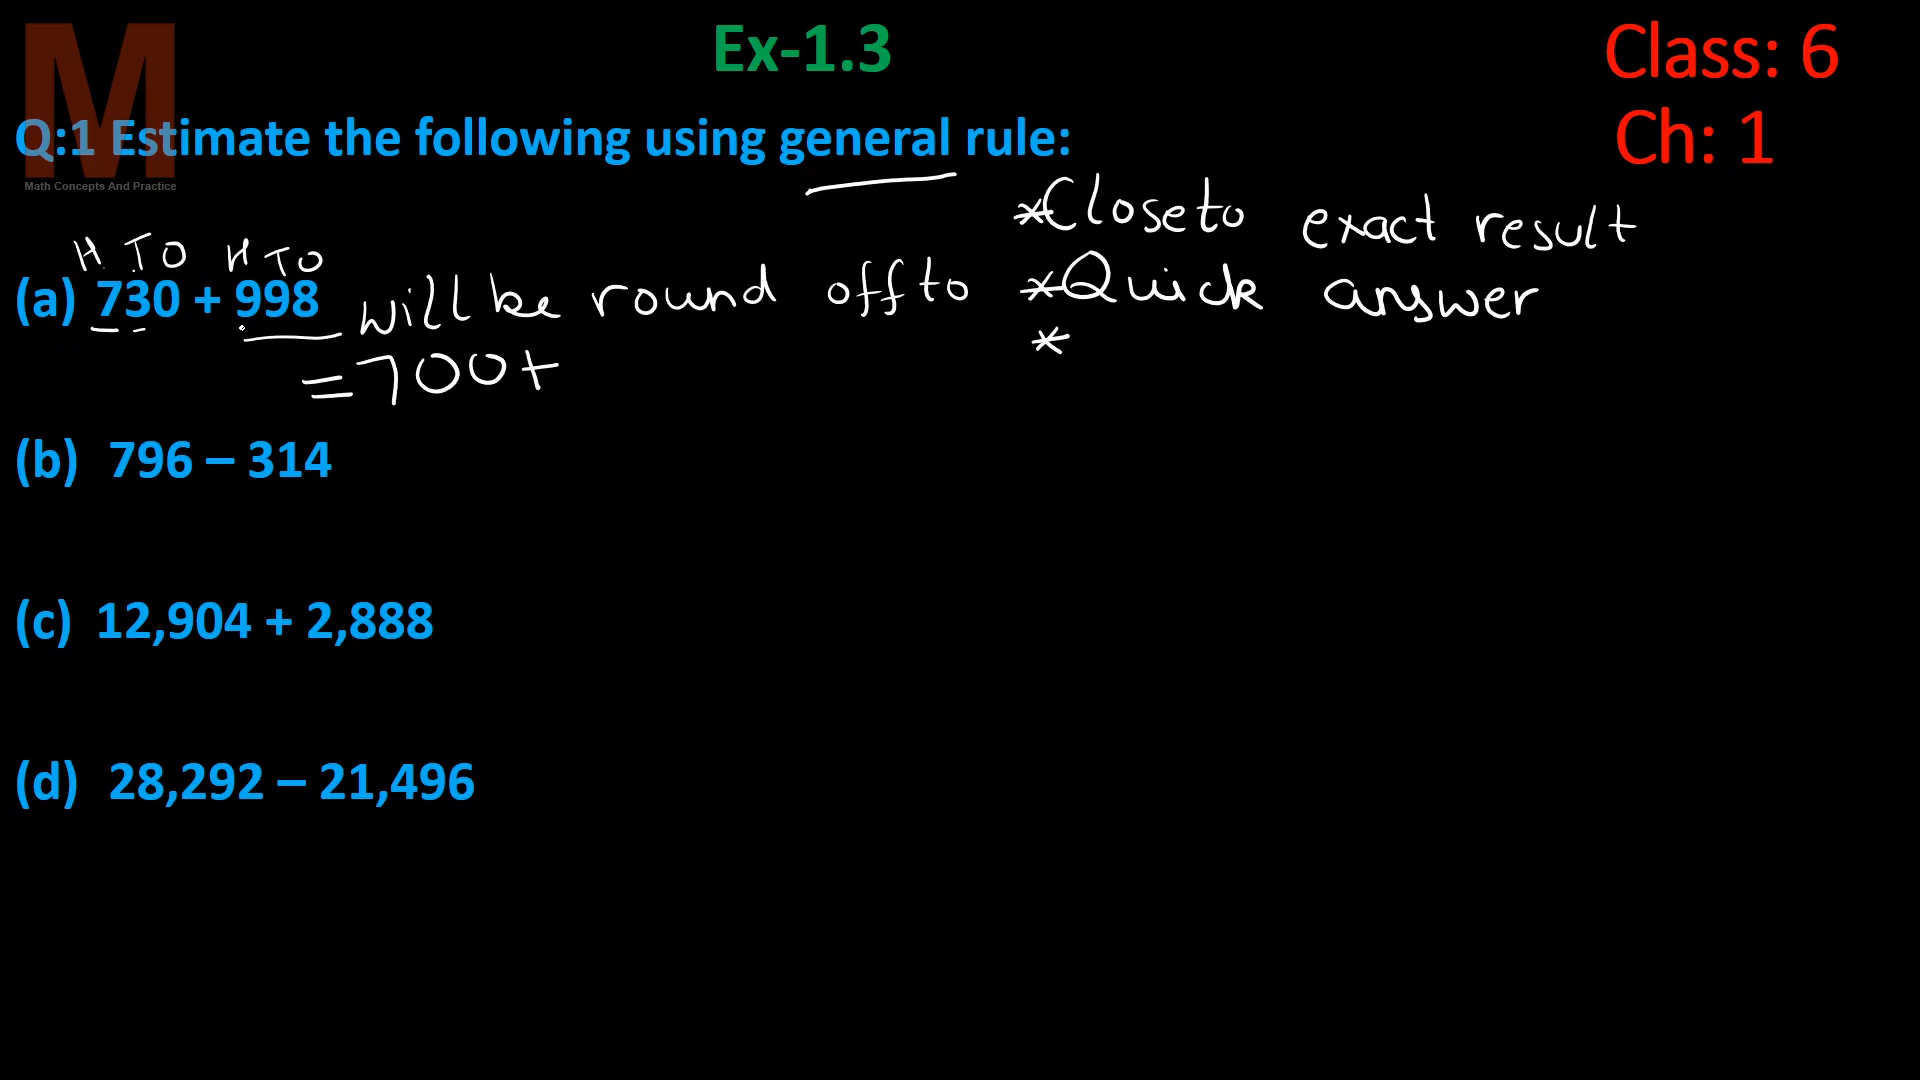 Ex-1.3
Class: 6
Ch: 1
M
Math Concepts And Practice
Q:1 Estimate the following using general rule:
*Close to exact result
H T O H T O
(a) 730 + 998 will be round off to
*Quick answer
*
=700+
(b) 796 – 314
(c) 12,904 + 2,888
(d) 28,292 – 21,496